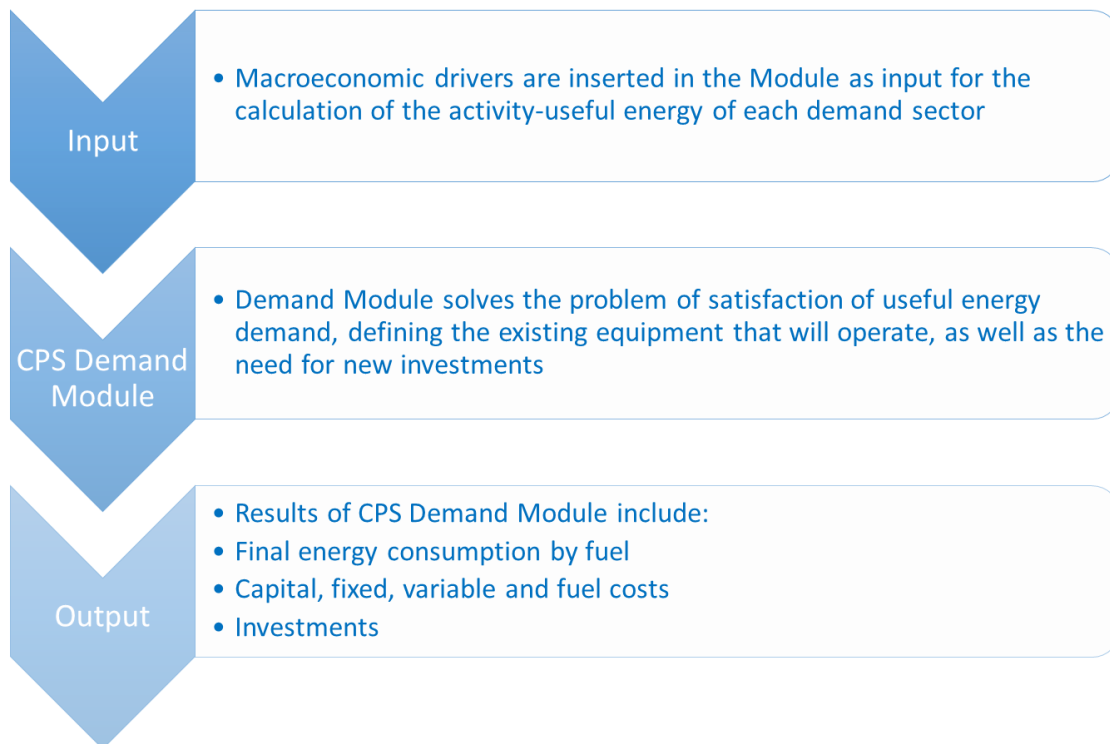 Input
• Macroeconomic drivers are inserted in the Module as input for the
calculation of the activity-useful energy of each demand sector
CPS Demand
Module
• Demand Module solves the problem of satisfaction of useful energy
demand, defining the existing equipment that will operate, as well as the
need for new investments
Output
• Results of CPS Demand Module include:
• Final energy consumption by fuel
• Capital, fixed, variable and fuel costs
• Investments